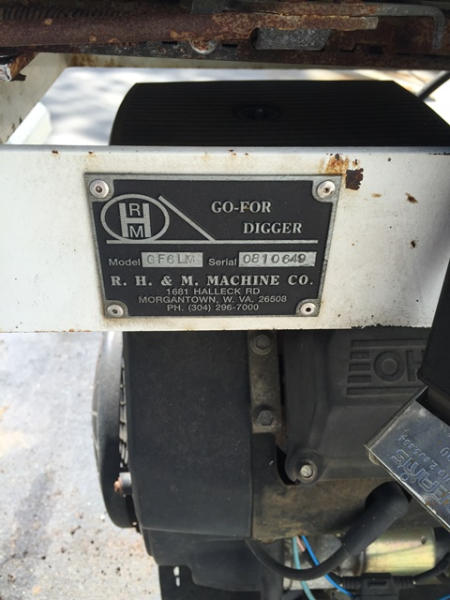 R
H
M
GO-FOR
DIGGER
Model GF6LM Serial 0810649
R. H. & M. MACHINE CO.
1681 HALLECK RD
MORGANTOWN, W. VA 26508
PH. (304) 296-7000